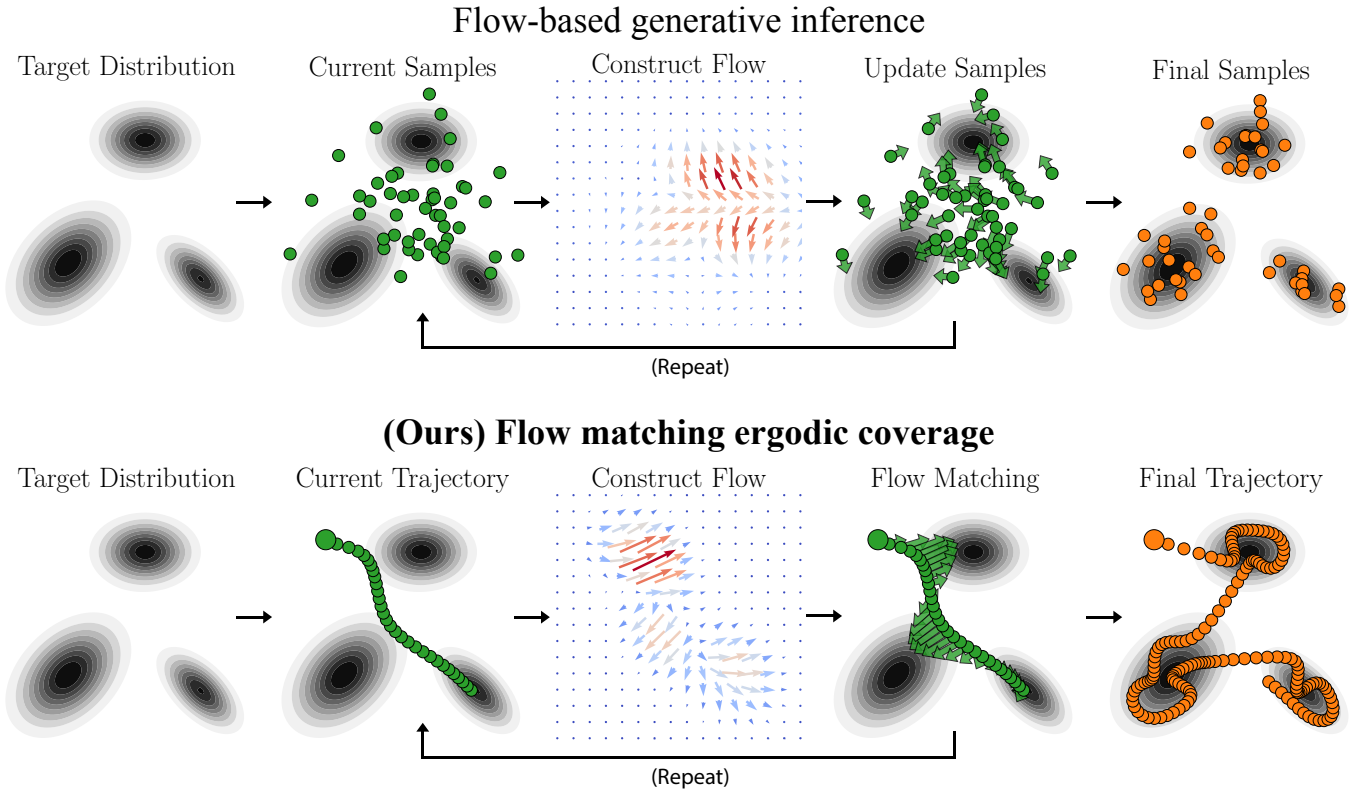 Flow-based generative inference
Target Distribution
Current Samples
Construct Flow
Update Samples
Final Samples
(Repeat)
(Ours) Flow matching ergodic coverage
Target Distribution
Current Trajectory
Construct Flow
Flow Matching
Final Trajectory
(Repeat)